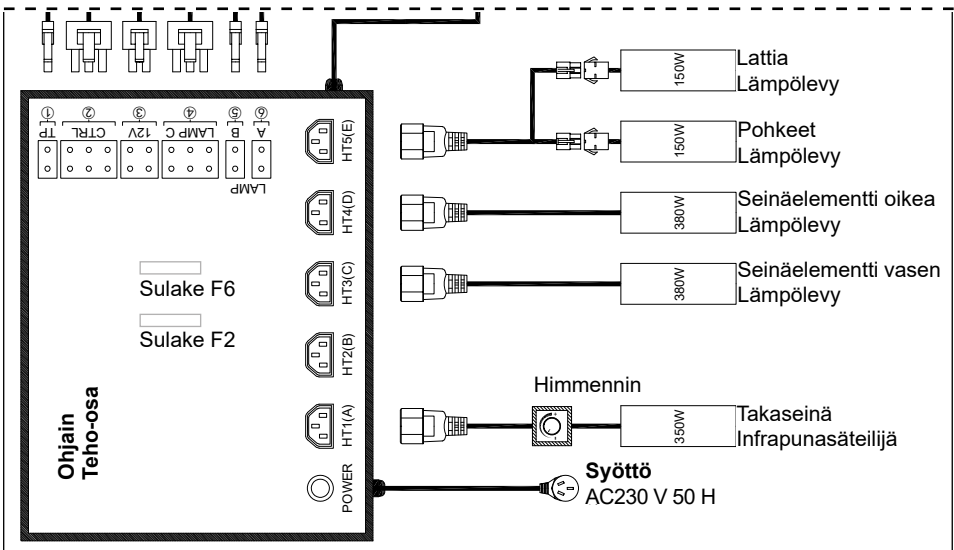 ① ② ③ ④ ⑤ ⑥
TP CTRL 12V LAMP C B A
LAMP
HT5(E)
HT4(D)
HT3(C)
HT2(B)
HT1(A)
POWER
Sulake F6
Sulake F2
Ohjain
Teho-osa
150W
Lattia
Lämpölevy
150W
Pohkeet
Lämpölevy
380W
Seinäelementti oikea
Lämpölevy
380W
Seinäelementti vasen
Lämpölevy
Himmennin
350W
Takaseinä
Infrapunasäteilijä
Syöttö
AC230 V 50 H